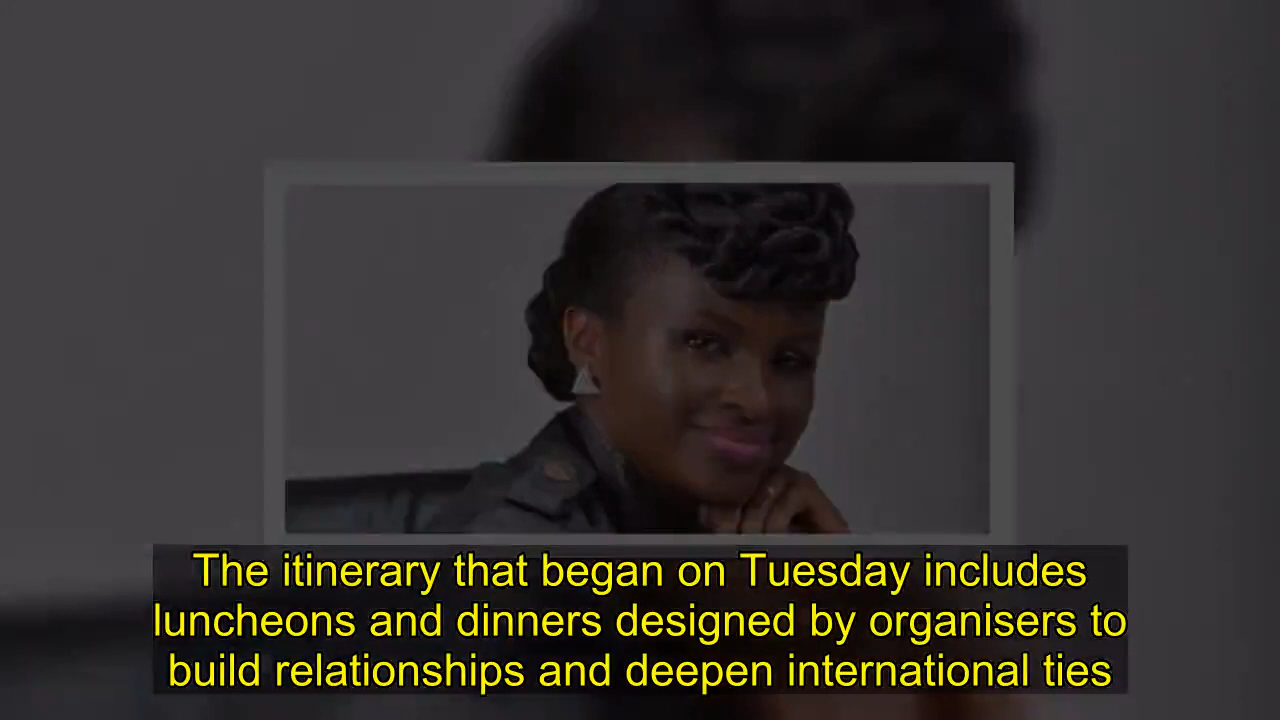 The itinerary that began on Tuesday includes
luncheons and dinners designed by organisers to
build relationships and deepen international ties